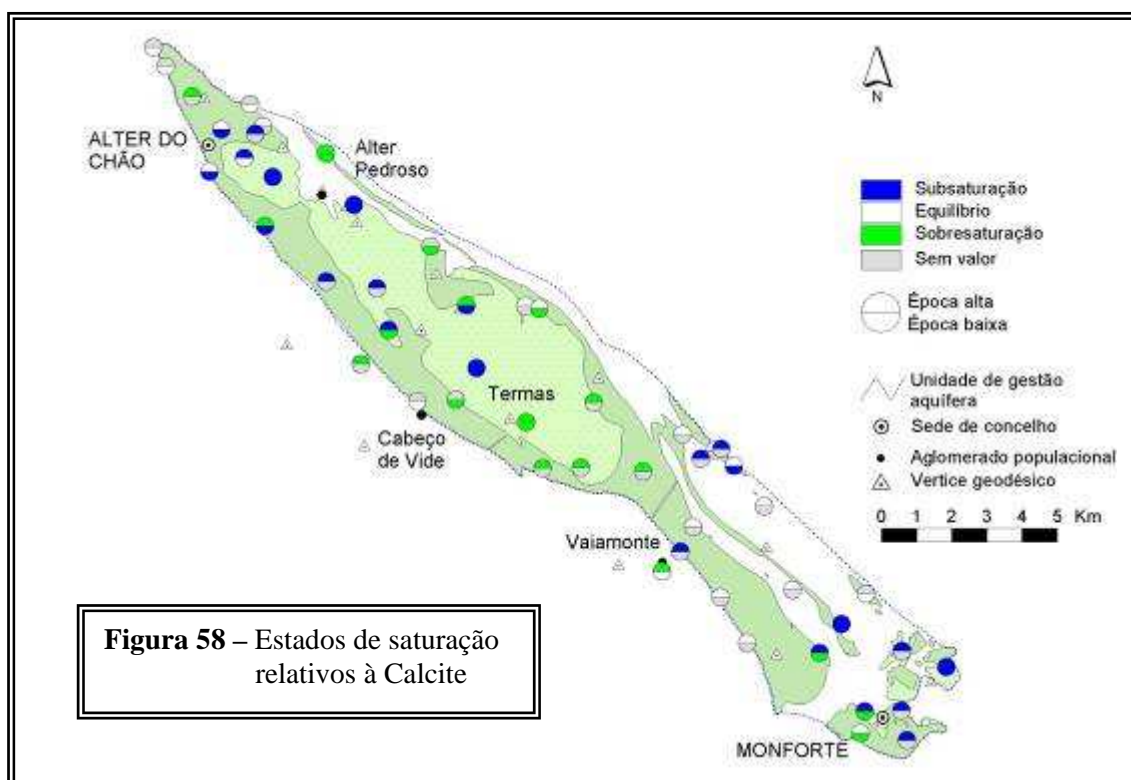 ALTER DO
CHÃO
Alter
Pedroso
N
Subsaturação
Equilíbrio
Sobresaturação
Sem valor
Época alta
Época baixa
Unidade de gestão
aquífera
Sede de concelho
Aglomerado populacional
Vertice geodésico
0 1 2 3 4 5 Km
Termas
Cabeço
de Vide
Vaiamonte
MONFORTE
Figura 58 – Estados de saturação
relativos à Calcite